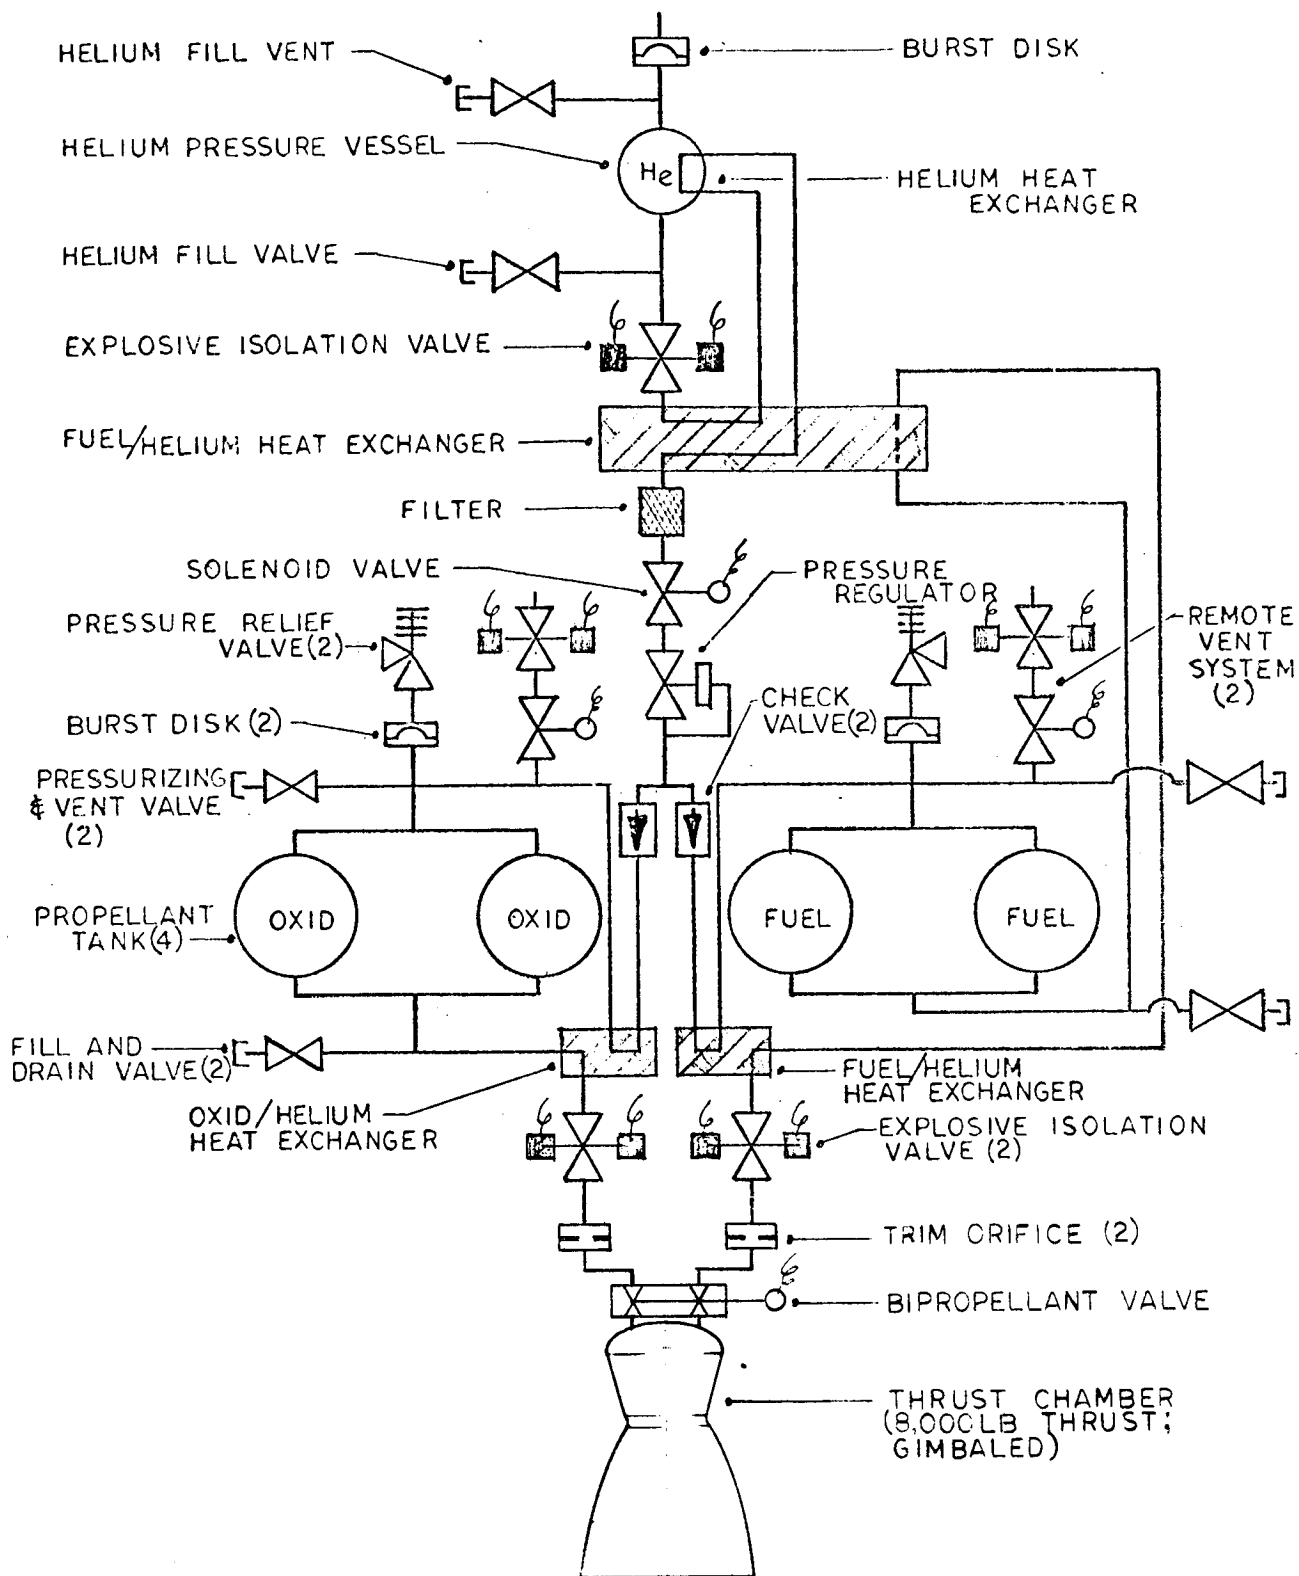 HELIUM FILL VENT
BURST DISK
HELIUM PRESSURE VESSEL
He
HELIUM HEAT
EXCHANGER
HELIUM FILL VALVE
EXPLOSIVE ISOLATION VALVE
FUEL/HELIUM HEAT EXCHANGER
FILTER
SOLENOID VALVE
PRESSURE
REGULATOR
PRESSURE RELIEF
VALVE(2)
REMOTE
VENT
SYSTEM
(2)
BURST DISK(2)
CHECK
VALVE(2)
PRESSURIZING
& VENT VALVE
(2)
PROPELLANT
TANK(4)
OXID
OXID
FUEL
FUEL
FILL AND
DRAIN VALVE(2)
OXID/HELIUM
HEAT EXCHANGER
FUEL/HELIUM
HEAT EXCHANGER
EXPLOSIVE ISOLATION
VALVE(2)
TRIM ORIFICE (2)
BIPROPELLANT VALVE
THRUST CHAMBER
(8,000LB THRUST;
GIMBALED)